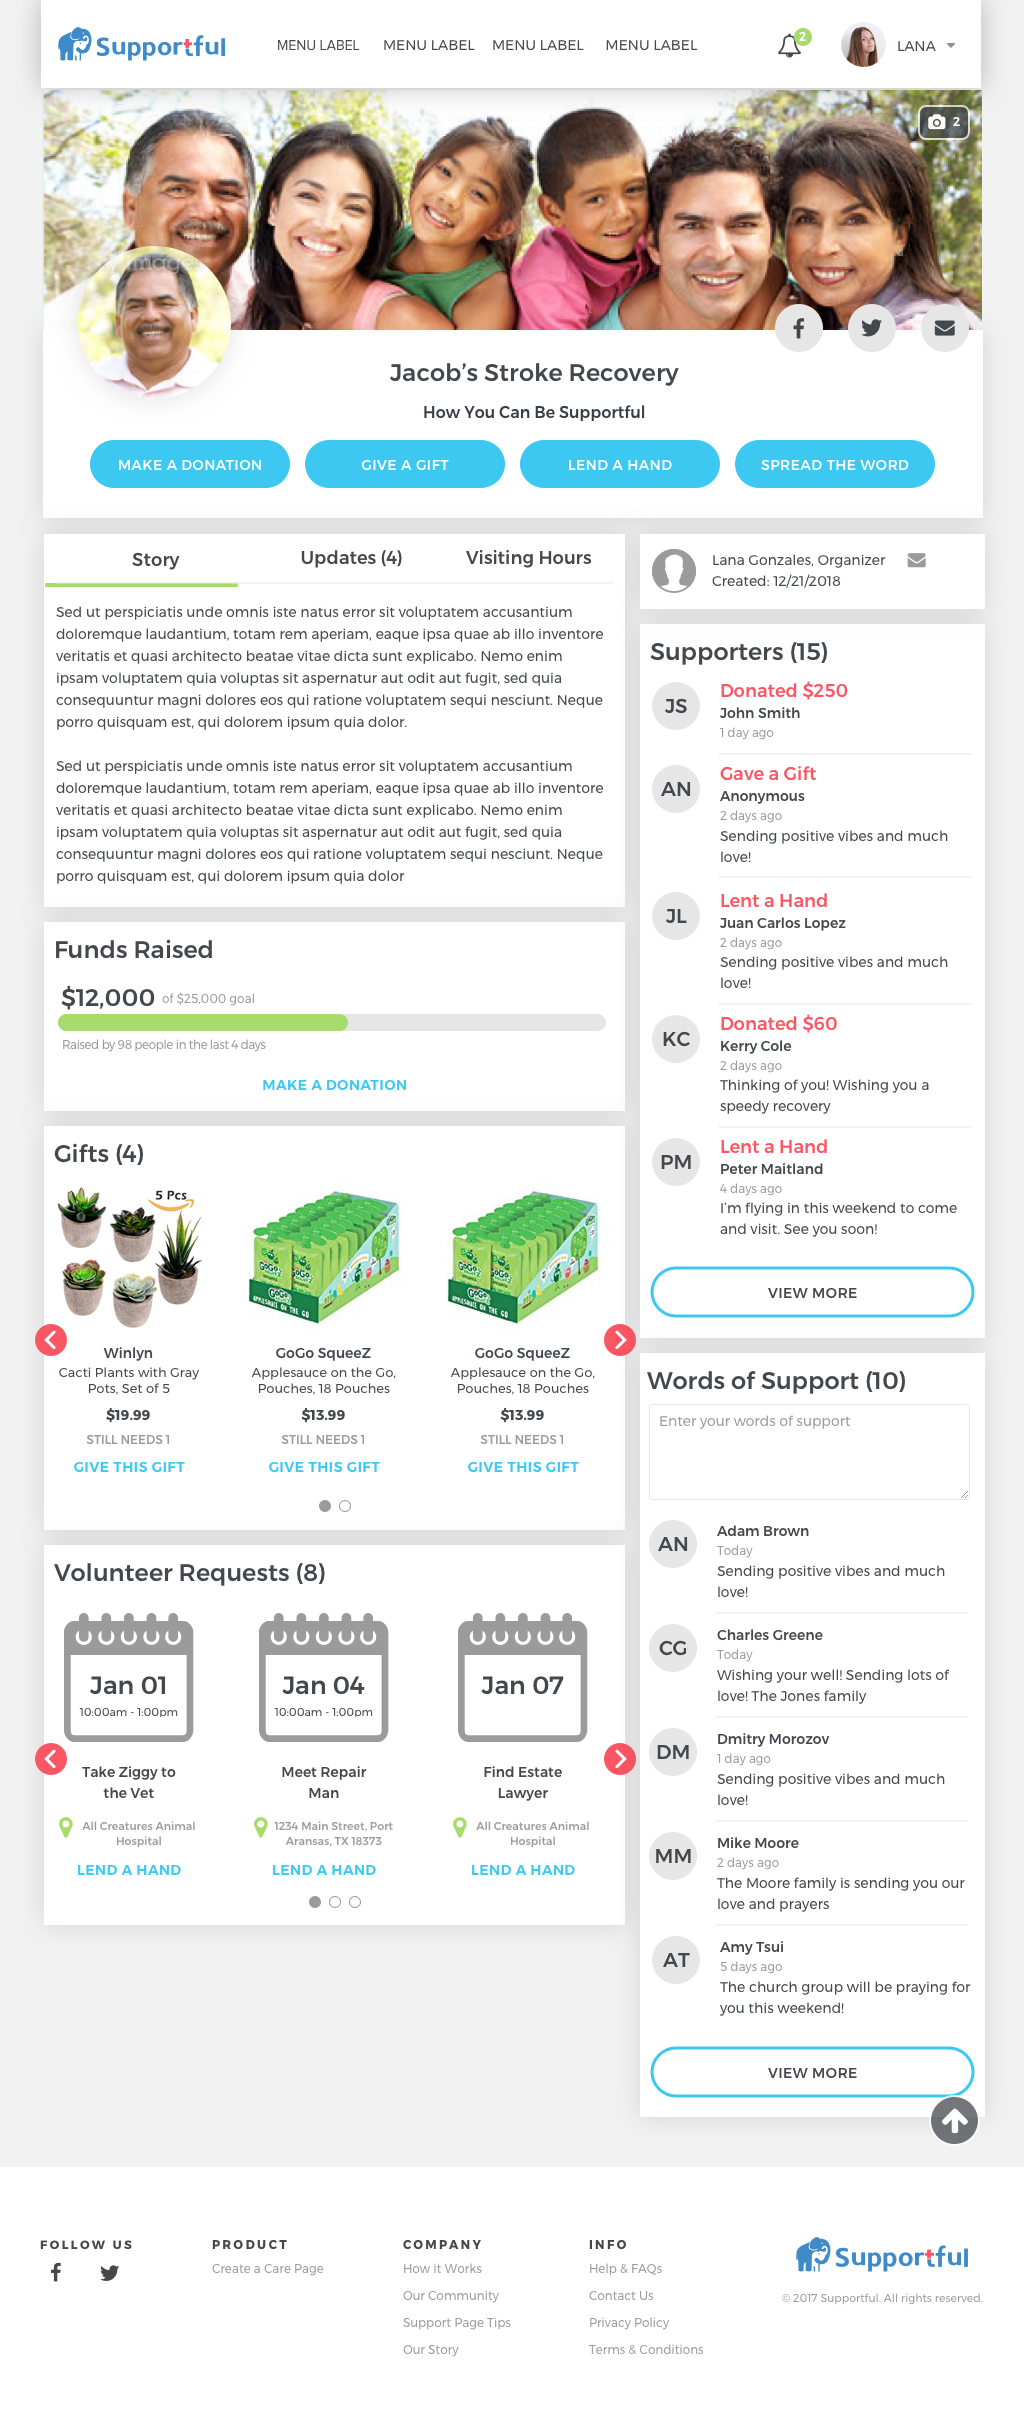 Supportful
MENU LABEL
MENU LABEL
MENU LABEL
MENU LABEL
2
LANA
2
Jacob’s Stroke Recovery
How You Can Be Supportful
MAKE A DONATION
GIVE A GIFT
LEND A HAND
SPREAD THE WORD
Story
Updates (4)
Visiting Hours
Sed ut perspiciatis unde omnis iste natus error sit voluptatem accusantium
doloremque laudantium, totam rem aperiam, eaque ipsa quae ab illo inventore
veritatis et quasi architecto beatae vitae dicta sunt explicabo. Nemo enim
ipsam voluptatem quia voluptas sit aspernatur aut odit aut fugit, sed quia
consequuntur magni dolores eos qui ratione voluptatem sequi nesciunt. Neque
porro quisquam est, qui dolorem ipsum quia dolor.
Sed ut perspiciatis unde omnis iste natus error sit voluptatem accusantium
doloremque laudantium, totam rem aperiam, eaque ipsa quae ab illo inventore
veritatis et quasi architecto beatae vitae dicta sunt explicabo. Nemo enim
ipsam voluptatem quia voluptas sit aspernatur aut odit aut fugit, sed quia
consequuntur magni dolores eos qui ratione voluptatem sequi nesciunt. Neque
porro quisquam est, qui dolorem ipsum quia dolor
Funds Raised
$12,000 of $25,000 goal
Raised by 98 people in the last 4 days
MAKE A DONATION
Gifts (4)
5 Pcs
Winlyn
Cacti Plants with Gray
Pots, Set of 5
$19.99
STILL NEEDS 1
GIVE THIS GIFT
GoGo
APPLESAUCE ON THE GO
GoGo SqueeZ
Applesauce on the Go,
Pouches, 18 Pouches
$13.99
STILL NEEDS 1
GIVE THIS GIFT
GoGo
APPLESAUCE ON THE GO
GoGo SqueeZ
Applesauce on the Go,
Pouches, 18 Pouches
$13.99
STILL NEEDS 1
GIVE THIS GIFT
Volunteer Requests (8)
Jan 01
10:00am - 1:00pm
Take Ziggy to
the Vet
All Creatures Animal
Hospital
LEND A HAND
Jan 04
10:00am - 1:00pm
Meet Repair
Man
1234 Main Street, Port
Aransas, TX 18373
LEND A HAND
Jan 07
Find Estate
Lawyer
All Creatures Animal
Hospital
LEND A HAND
Lana Gonzales, Organizer
Created: 12/21/2018
Supporters (15)
JS
Donated $250
John Smith
1 day ago
AN
Gave a Gift
Anonymous
2 days ago
Sending positive vibes and much
love!
JL
Lent a Hand
Juan Carlos Lopez
2 days ago
Sending positive vibes and much
love!
KC
Donated $60
Kerry Cole
2 days ago
Thinking of you! Wishing you a
speedy recovery
PM
Lent a Hand
Peter Maitland
4 days ago
I’m flying in this weekend to come
and visit. See you soon!
VIEW MORE
Words of Support (10)
Enter your words of support
AN
Adam Brown
Today
Sending positive vibes and much
love!
CG
Charles Greene
Today
Wishing your well! Sending lots of
love! The Jones family
DM
Dmitry Morozov
1 day ago
Sending positive vibes and much
love!
MM
Mike Moore
2 days ago
The Moore family is sending you our
love and prayers
AT
Amy Tsui
5 days ago
The church group will be praying for
you this weekend!
VIEW MORE
FOLLOW US
PRODUCT
Create a Care Page
COMPANY
How it Works
Our Community
Support Page Tips
Our Story
INFO
Help & FAQs
Contact Us
Privacy Policy
Terms & Conditions
Supportful
© 2017 Supportful. All rights reserved.